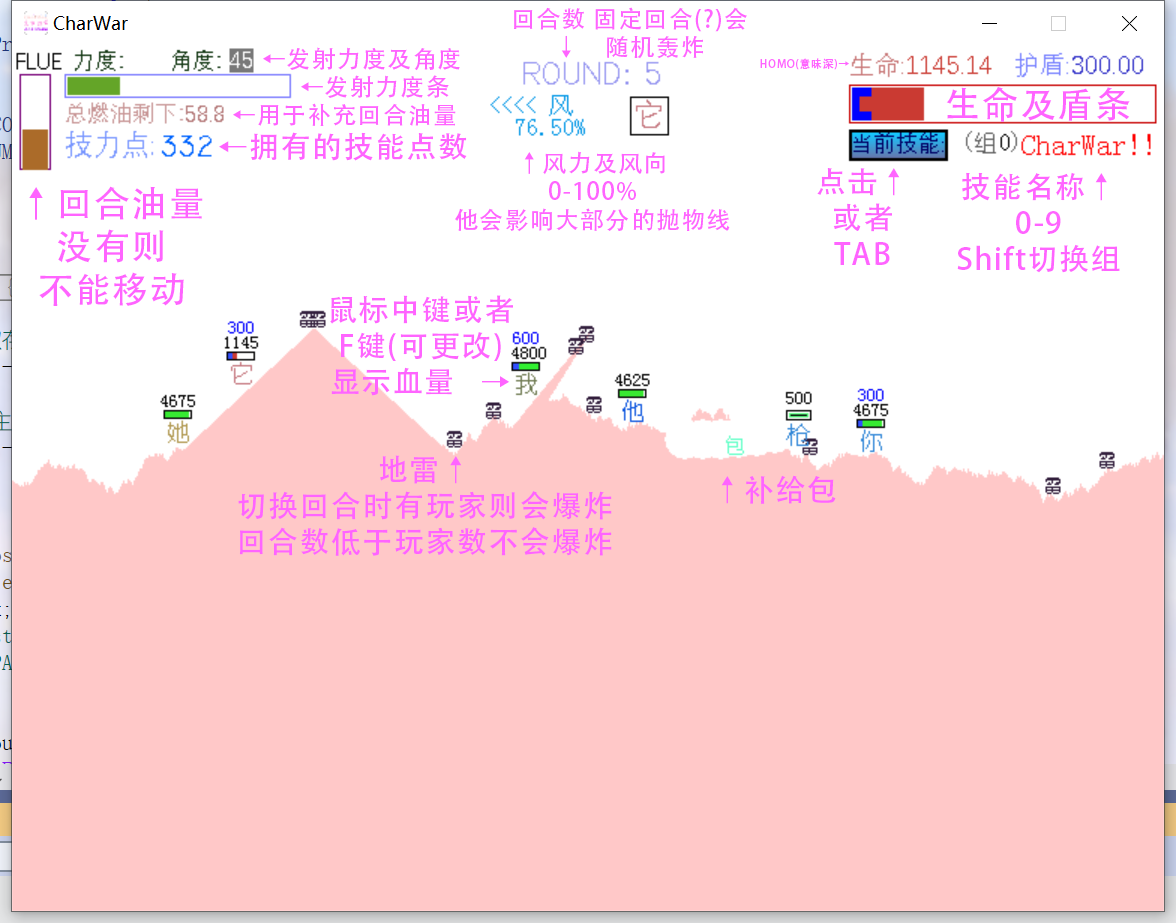 CharWar
FLUE 力度: 角度: 45 ←发射力度及角度
←发射力度条
总燃油剩下:58.8 ←用于补充回合油量
技力点: 332 ←拥有的技能点数
↑回合油量
没有则
不能移动
回合数 固定回合(?)会
↓ 随机轰炸
ROUND: 5
<<<< 风
76.50%
它
↑风力及风向
0-100%
他会影响大部分的抛物线
HOMO(意味深)→生命:1145.14 护盾:300.00
生命及盾条
当前技能: (组0)CharWar!!
点击↑
或者
TAB
技能名称↑
0-9
Shift切换组
鼠标中键或者
F键(可更改)
显示血量 →
300
1145
它
4675
她
600
4800
我
4625
他
500
枪
300
4675
你
包
雷
雷
雷
雷
雷
雷
雷
雷
雷
地雷↑
切换回合时有玩家则会爆炸
回合数低于玩家数不会爆炸
↑补给包